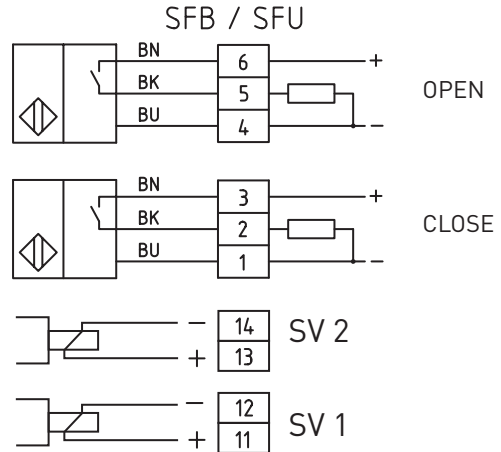 SFB / SFU
BN 6 +
BK 5 OPEN
BU 4 −
BN 3 +
BK 2 CLOSE
BU 1 −
− 14 SV 2
+ 13
− 12 SV 1
+ 11